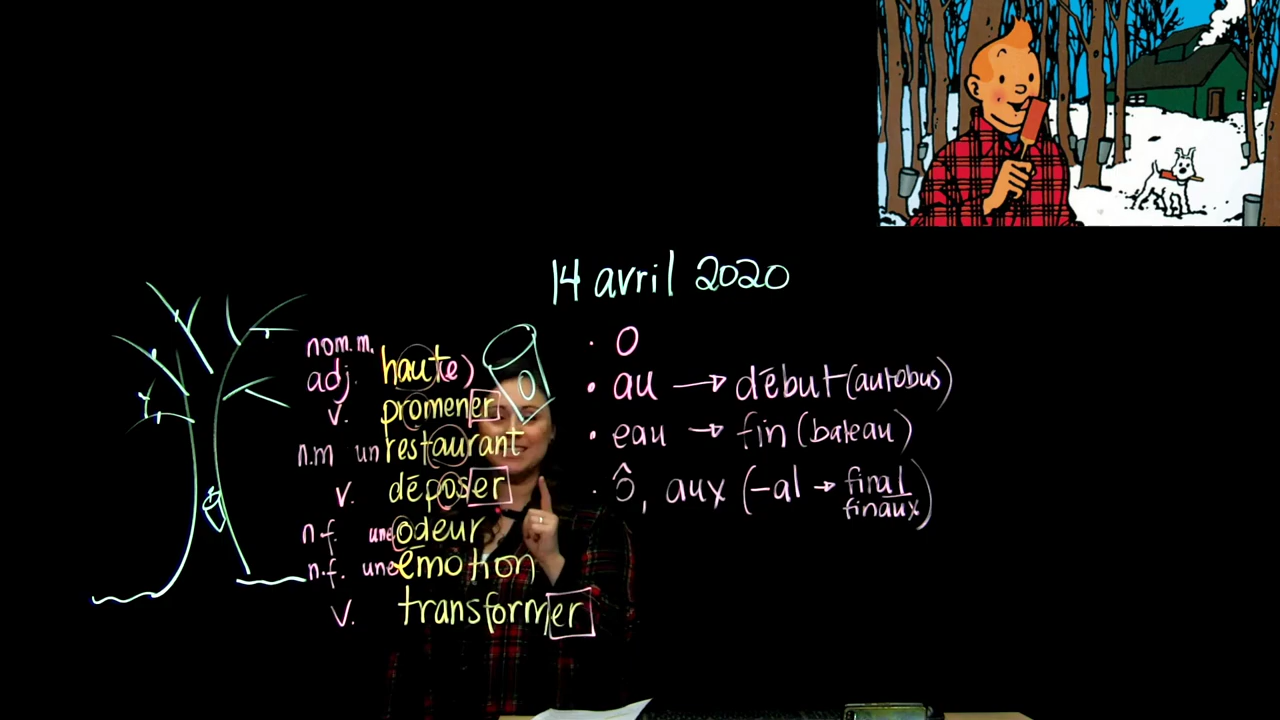 14 avril 2020
nom. m.
adj. haut(e)
v. promener
n.m un restaurant
v. déposer
n.f. une odeur
n.f. une émotion
v. transformer
O
· O
· au → début (autobus)
· eau → fin (bateau)
· ô, aux (-al → final
finaux)